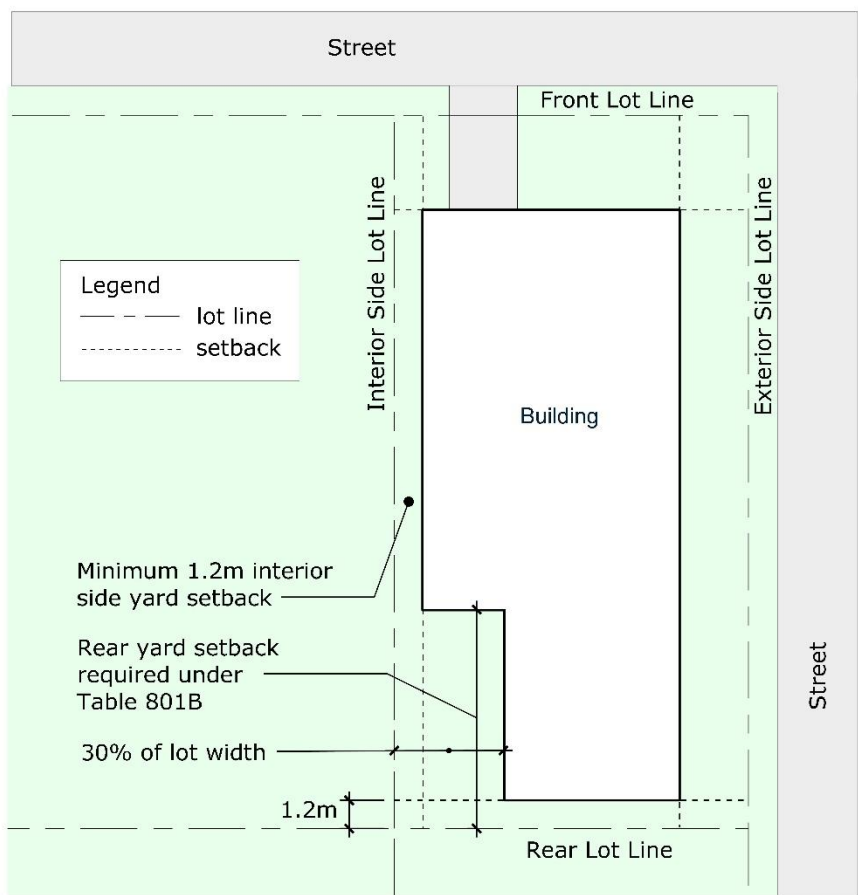 Street
Front Lot Line
Interior Side Lot Line
Exterior Side Lot Line
Legend
lot line
setback
Building
Minimum 1.2m interior
side yard setback
Rear yard setback
required under
Table 801B
Street
30% of lot width
1.2m
Rear Lot Line